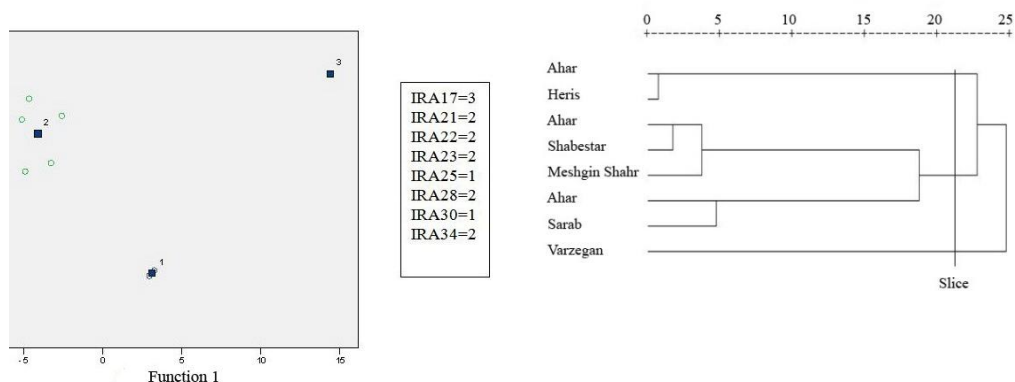 3
2
1
-5 0 5 10 15
Function 1
IRA17=3
IRA21=2
IRA22=2
IRA23=2
IRA25=1
IRA28=2
IRA30=1
IRA34=2
0 5 10 15 20 25
Ahar
Heris
Ahar
Shabestar
Meshgin Shahr
Ahar
Sarab
Varzegan
Slice